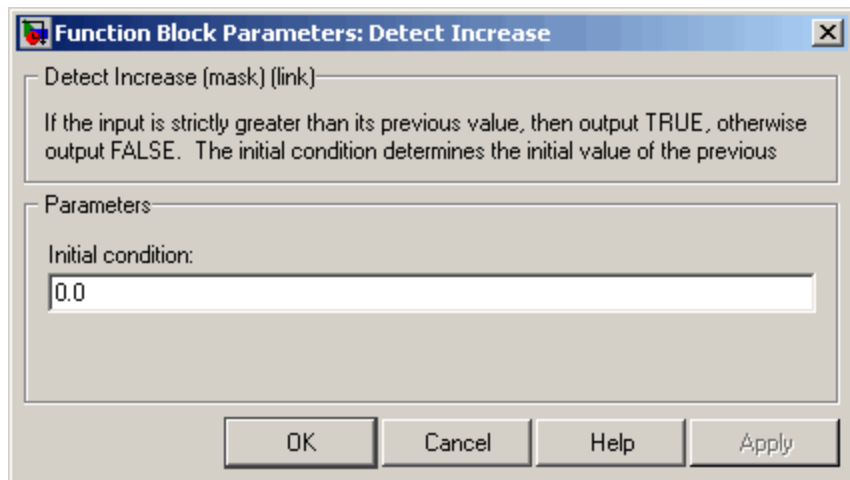 Function Block Parameters: Detect Increase
Detect Increase (mask) (link)
If the input is strictly greater than its previous value, then output TRUE, otherwise
output FALSE.  The initial condition determines the initial value of the previous
Parameters
Initial condition:
0.0
OK
Cancel
Help
Apply